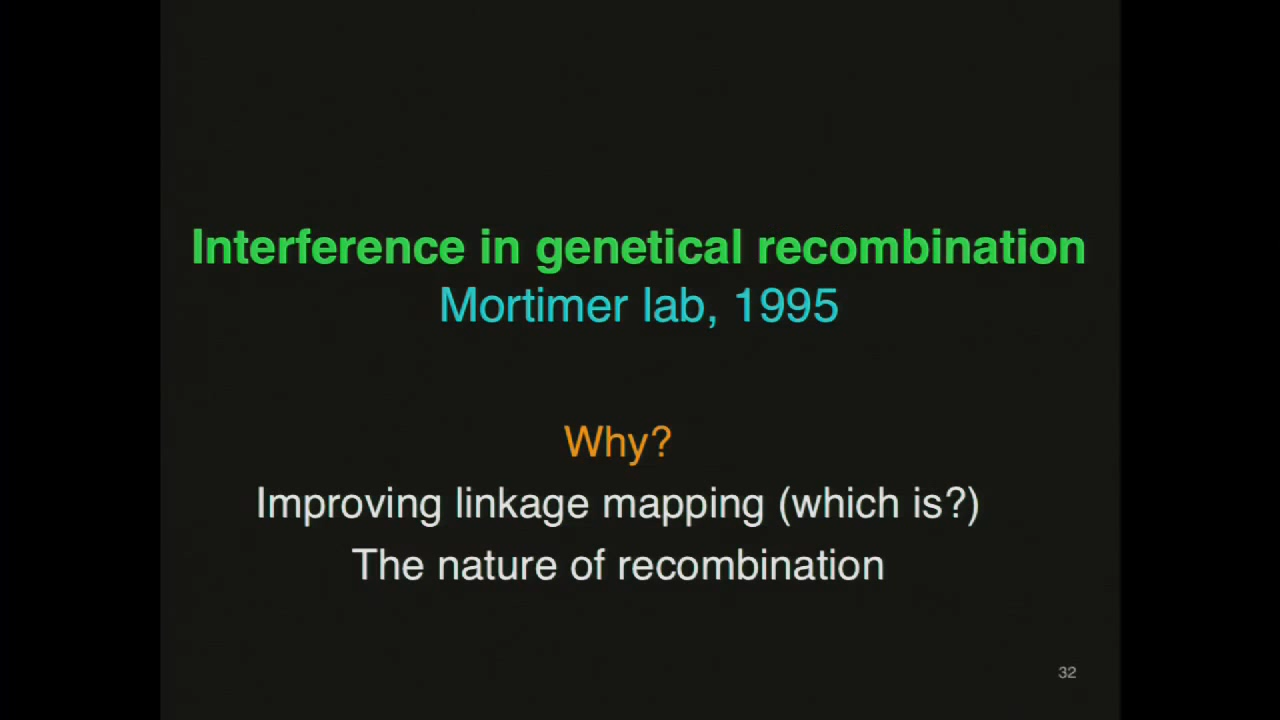 Interference in genetical recombination
Mortimer lab, 1995
Why?
Improving linkage mapping (which is?)
The nature of recombination
32